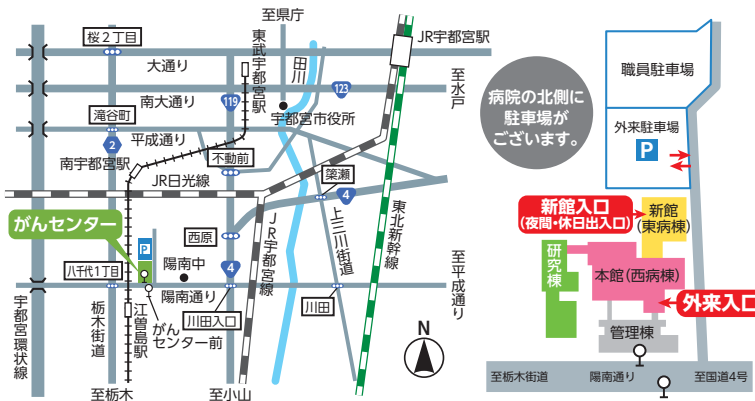 至県庁
桜2丁目
東武宇都宮駅
田川
JR宇都宮駅
大通り
119
123
至水戸
南大通り
滝谷町
宇都宮市役所
平成通り
2
南宇都宮駅
不動前
JR日光線
簗瀬
4
がんセンター
P
西原
JR宇都宮線
上三川街道
東北新幹線
八千代1丁目
陽南中
4
至平成通り
陽南通り
宇都宮環状線
栃木街道
江曽島駅
がん
センター前
川田入口
川田
N
至栃木
至小山
病院の北側に
駐車場が
ございます。
職員駐車場
外来駐車場
P
新館入口
(夜間・休日出入口)
新館
(東病棟)
研究棟
本館(西病棟)
外来入口
管理棟
至栃木街道
陽南通り
至国道4号